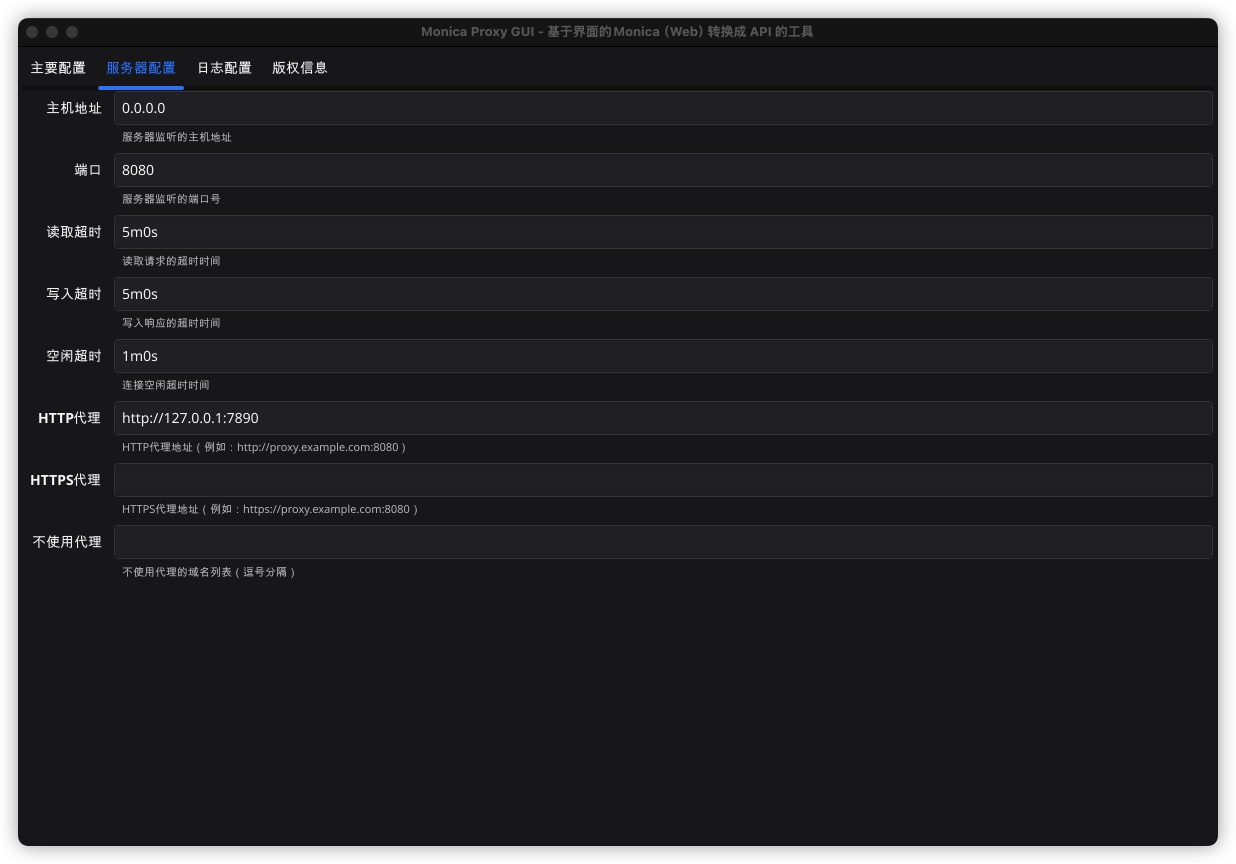 Monica Proxy GUI - 基于界面的Monica (Web) 转换成 API 的工具
主要配置 服务器配置 日志配置 版权信息
主机地址 0.0.0.0
服务器监听的主机地址
端口 8080
服务器监听的端口号
读取超时 5m0s
读取请求的超时时间
写入超时 5m0s
写入响应的超时时间
空闲超时 1m0s
连接空闲超时时间
HTTP代理 http://127.0.0.1:7890
HTTP代理地址（例如：http://proxy.example.com:8080）
HTTPS代理
HTTPS代理地址（例如：https://proxy.example.com:8080）
不使用代理
不使用代理的域名列表（逗号分隔）